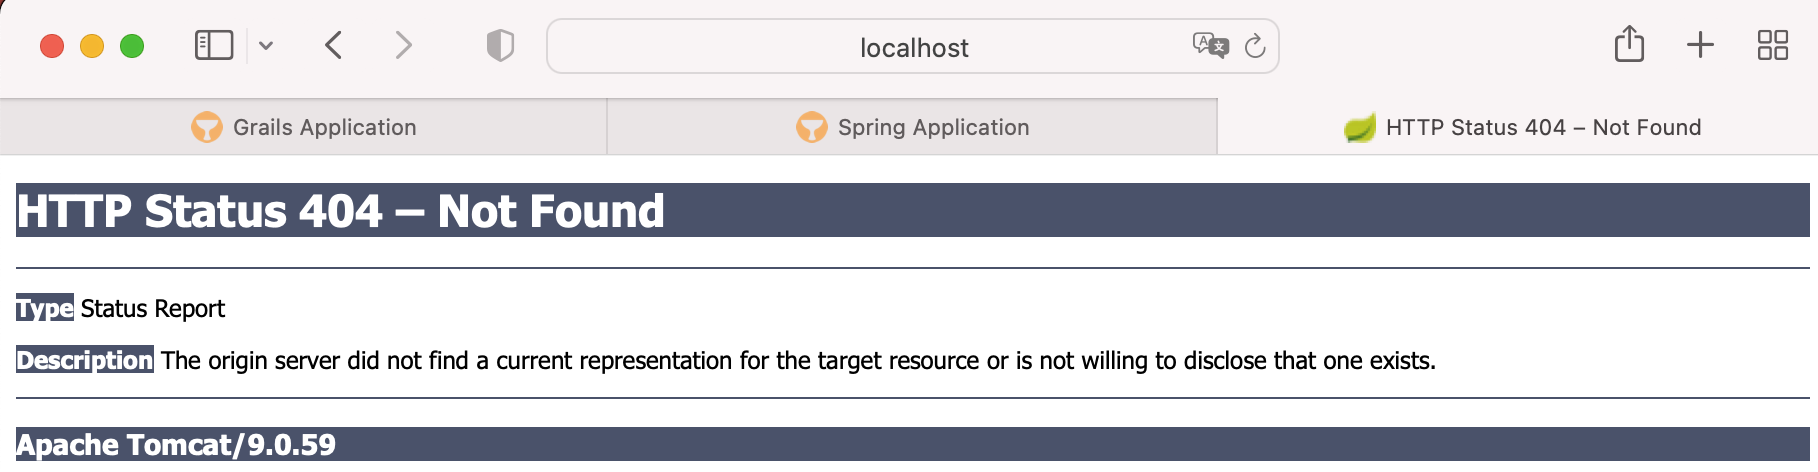 localhost
Grails Application
Spring Application
HTTP Status 404 – Not Found
HTTP Status 404 – Not Found
Type Status Report
Description The origin server did not find a current representation for the target resource or is not willing to disclose that one exists.
Apache Tomcat/9.0.59